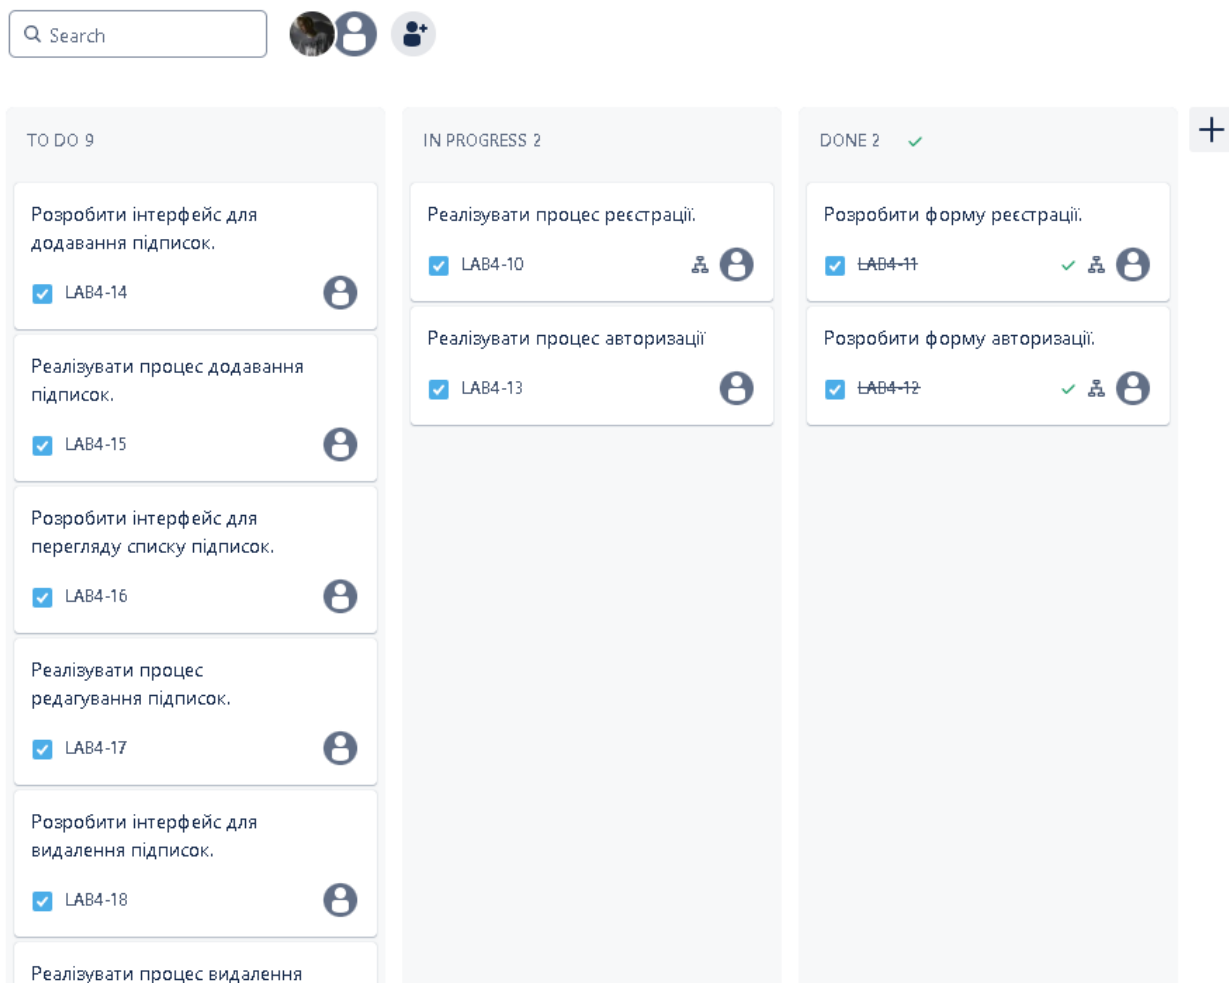 Search
TO DO 9
Розробити інтерфейс для
додавання підписок.
LAB4-14
Реалізувати процес додавання
підписок.
LAB4-15
Розробити інтерфейс для
перегляду списку підписок.
LAB4-16
Реалізувати процес
редагування підписок.
LAB4-17
Розробити інтерфейс для
видалення підписок.
LAB4-18
Реалізувати процес видалення
IN PROGRESS 2
Реалізувати процес реєстрації.
LAB4-10
Реалізувати процес авторизації
LAB4-13
DONE 2
Розробити форму реєстрації.
LAB4-11
Розробити форму авторизації.
LAB4-12